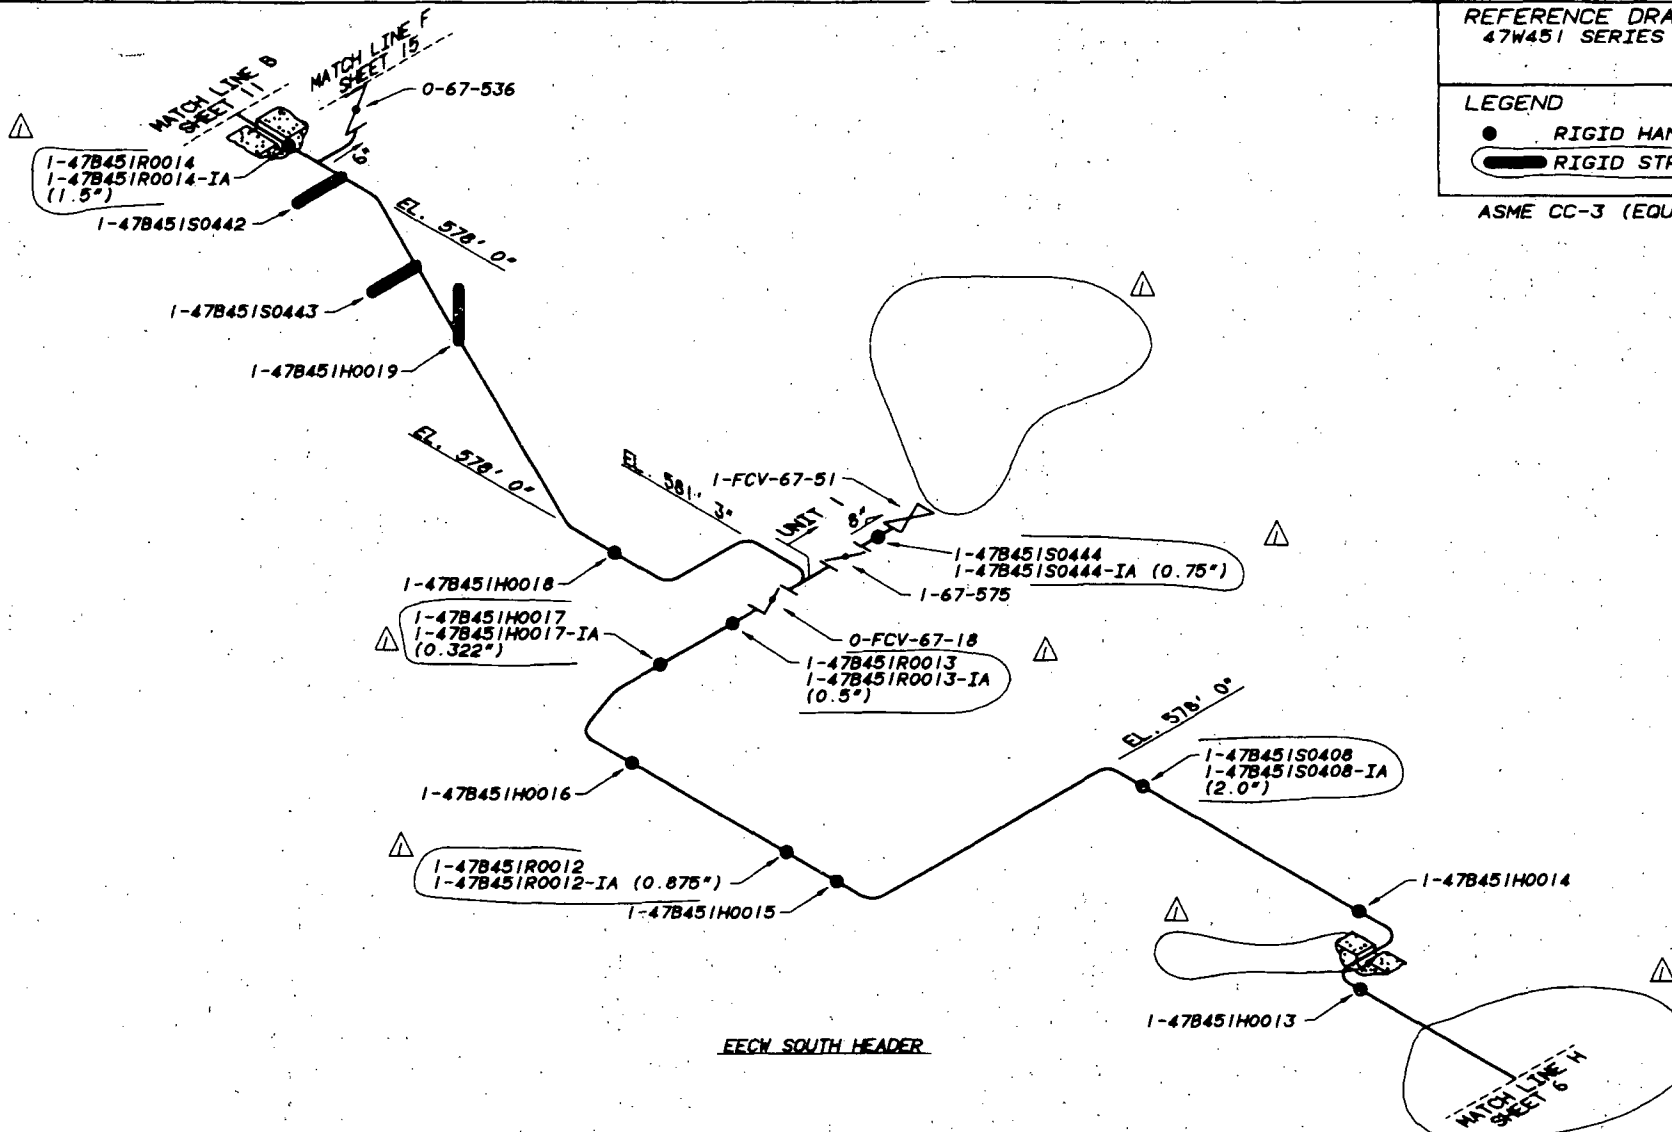 REFERENCE DRA
47W451 SERIES
LEGEND
RIGID HAN
RIGID STR
ASME CC-3 (EQU
MATCH LINE B
SHEET 11
MATCH LINE F
SHEET 15
0-67-536
6"
1-47B451R0014
1-47B451R0014-IA
(1.5")
1-47B451S0442
EL. 578' 0"
1-47B451S0443
1-47B451H0019
EL. 578' 0"
EL. 581' 3"
1-FCV-67-51
UNIT 1
8"
1-47B451S0444
1-47B451S0444-IA (0.75")
1-47B451H0018
1-67-575
1-47B451H0017
1-47B451H0017-IA
(0.322")
0-FCV-67-18
1-47B451R0013
1-47B451R0013-IA
(0.5")
EL. 578' 0"
1-47B451S0408
1-47B451S0408-IA
(2.0")
1-47B451H0016
1-47B451R0012
1-47B451R0012-IA (0.875")
1-47B451H0015
1-47B451H0014
1-47B451H0013
EECW SOUTH HEADER
MATCH LINE H
SHEET 6